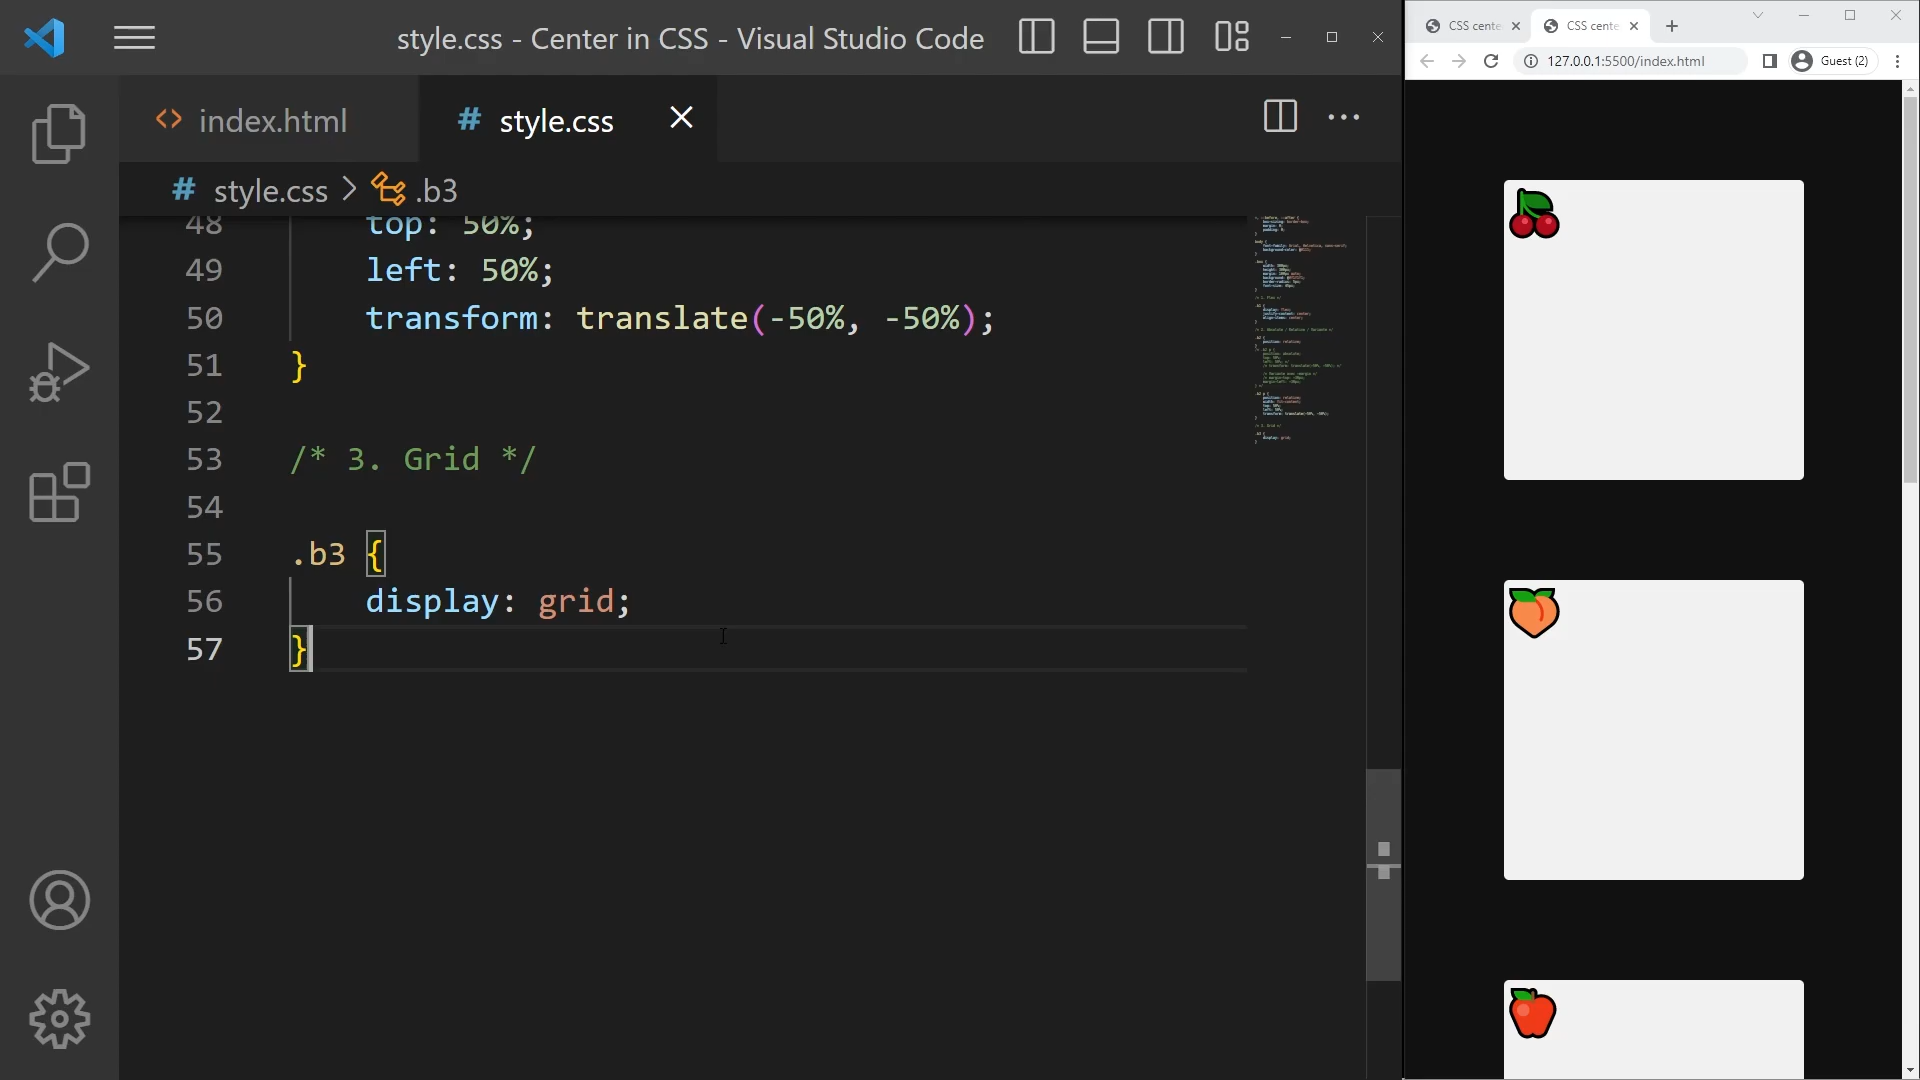 style.css - Center in CSS - Visual Studio Code
index.html
# style.css
# style.css > .b3
48 top: 50%;
49 left: 50%;
50 transform: translate(-50%, -50%);
51 }
52
53 /* 3. Grid */
54
55 .b3 {
56 display: grid;
57 }
CSS cente
CSS cente
127.0.0.1:5500/index.html
Guest (2)